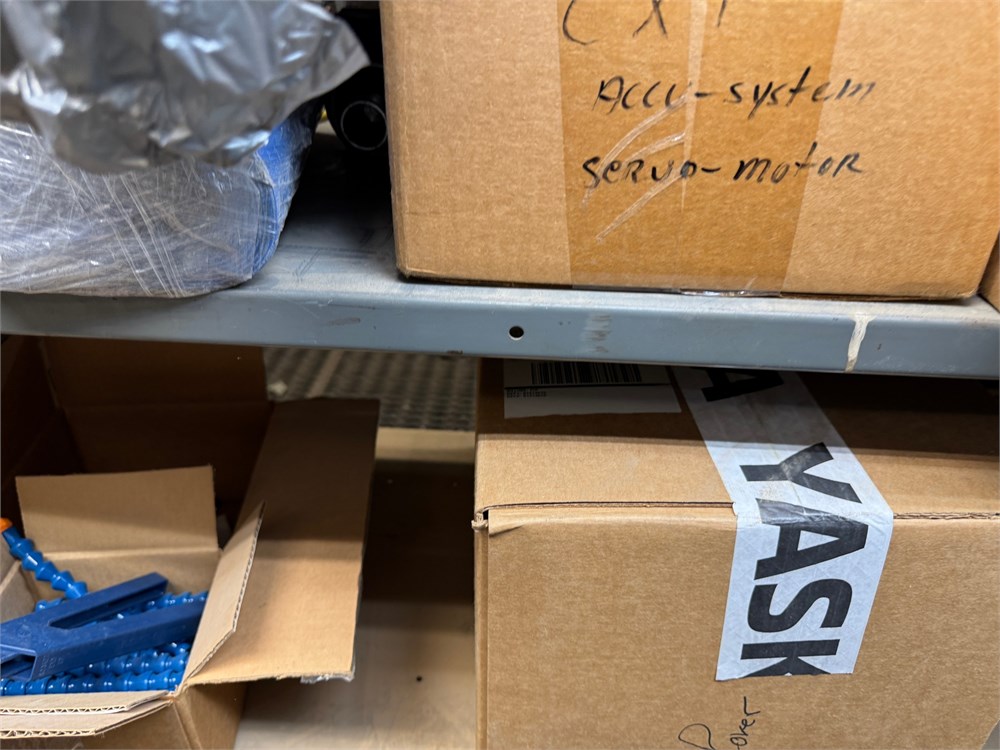 Accu-system
servo-motor
A
YASK